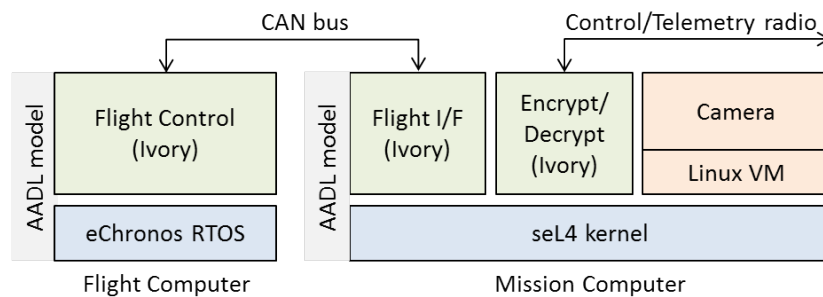 CAN bus
Control/Telemetry radio
AADL model
Flight Control
(Ivory)
eChronos RTOS
Flight Computer
AADL model
Flight I/F
(Ivory)
Encrypt/
Decrypt
(Ivory)
Camera
Linux VM
seL4 kernel
Mission Computer